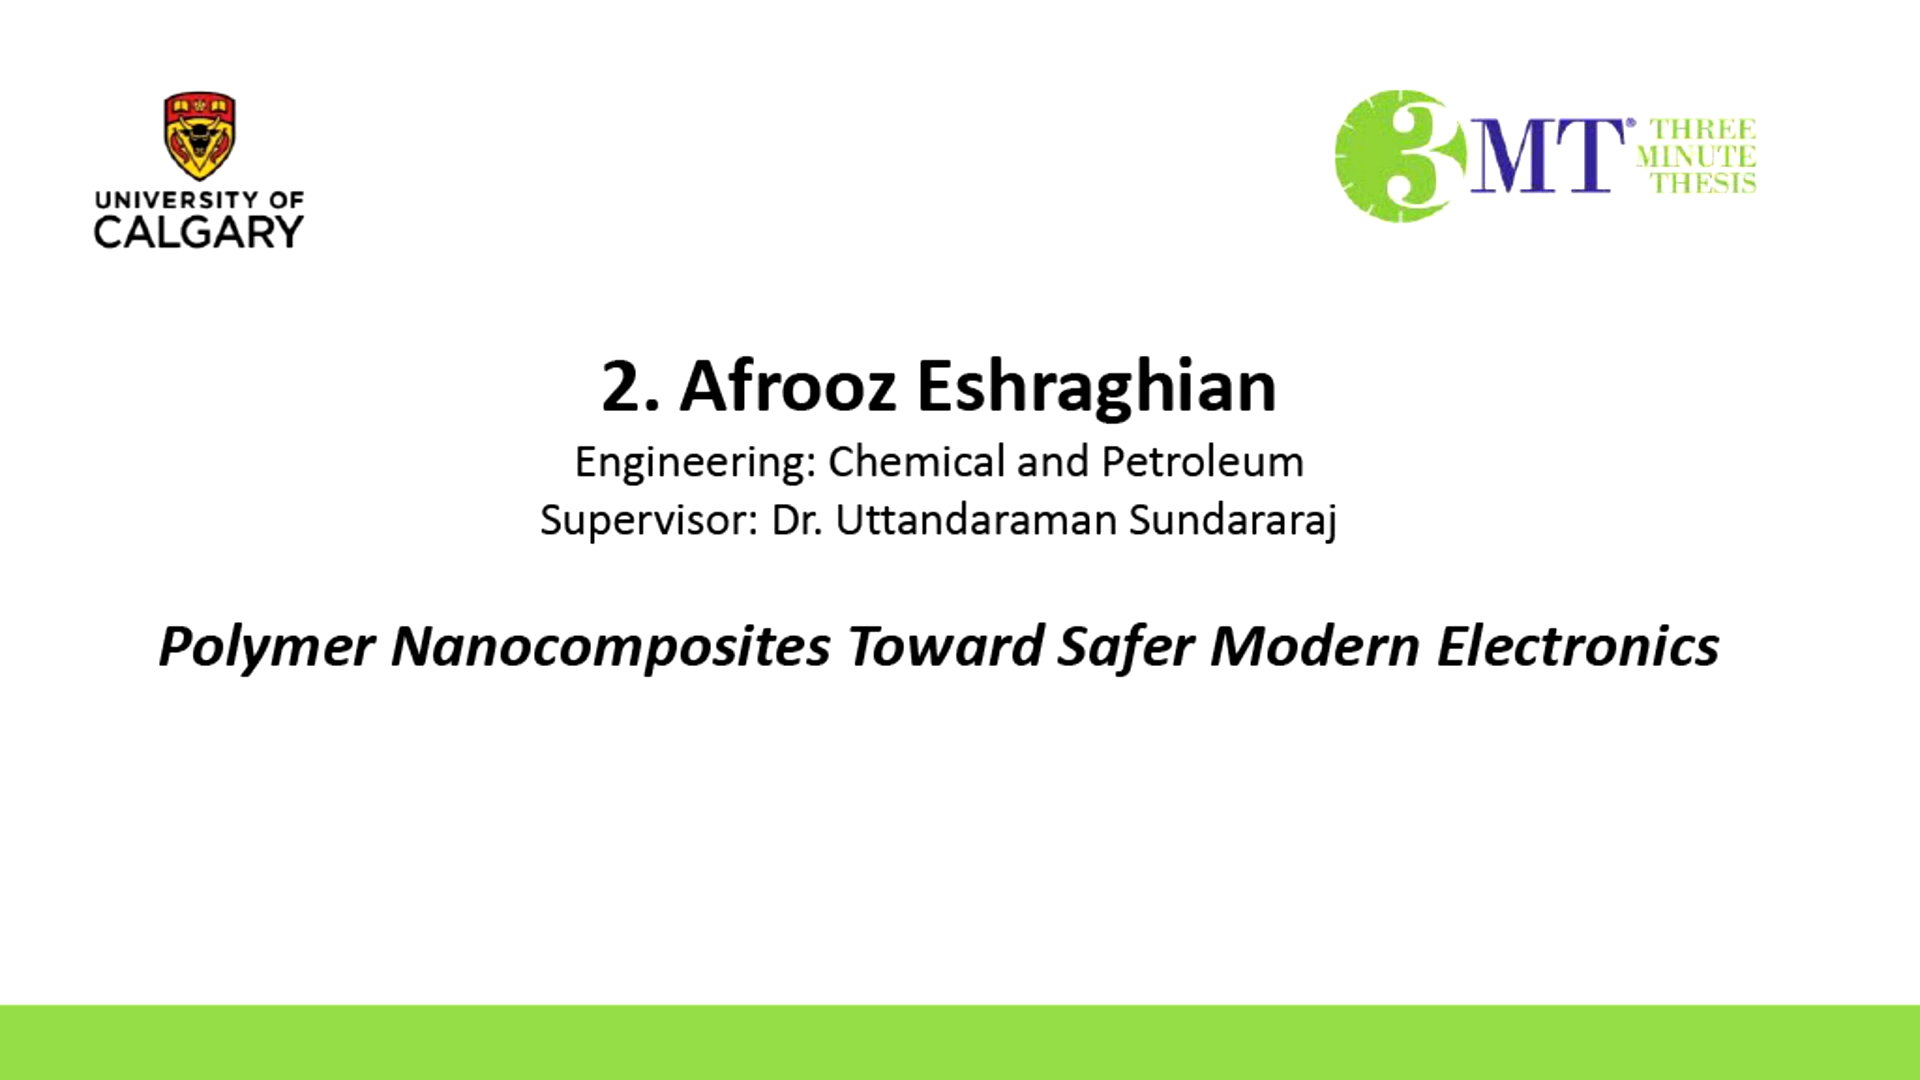 UNIVERSITY OF
CALGARY
3MT® THREE
MINUTE
THESIS
2. Afrooz Eshraghian
Engineering: Chemical and Petroleum
Supervisor: Dr. Uttandaraman Sundararaj
Polymer Nanocomposites Toward Safer Modern Electronics